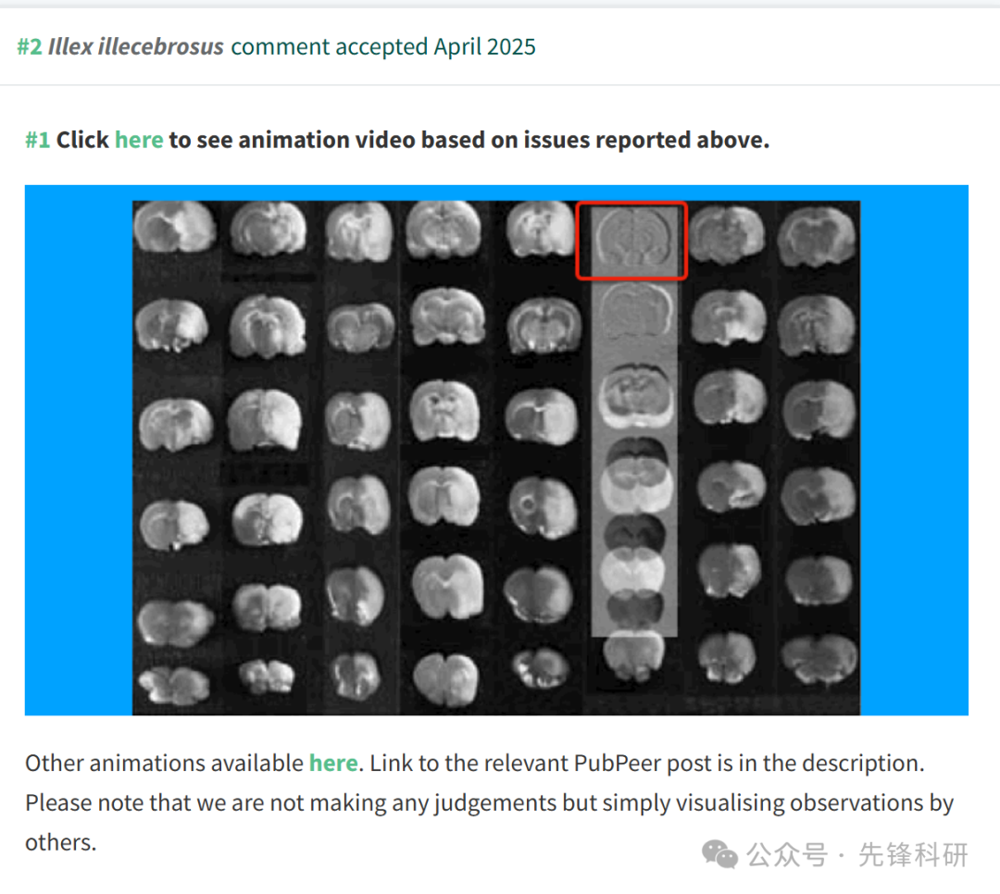 #2 Illex illecebrosus comment accepted April 2025
#1 Click here to see animation video based on issues reported above.
Other animations available here. Link to the relevant PubPeer post is in the description.
Please note that we are not making any judgements but simply visualising observations by
others.
公众号 · 先锋科研